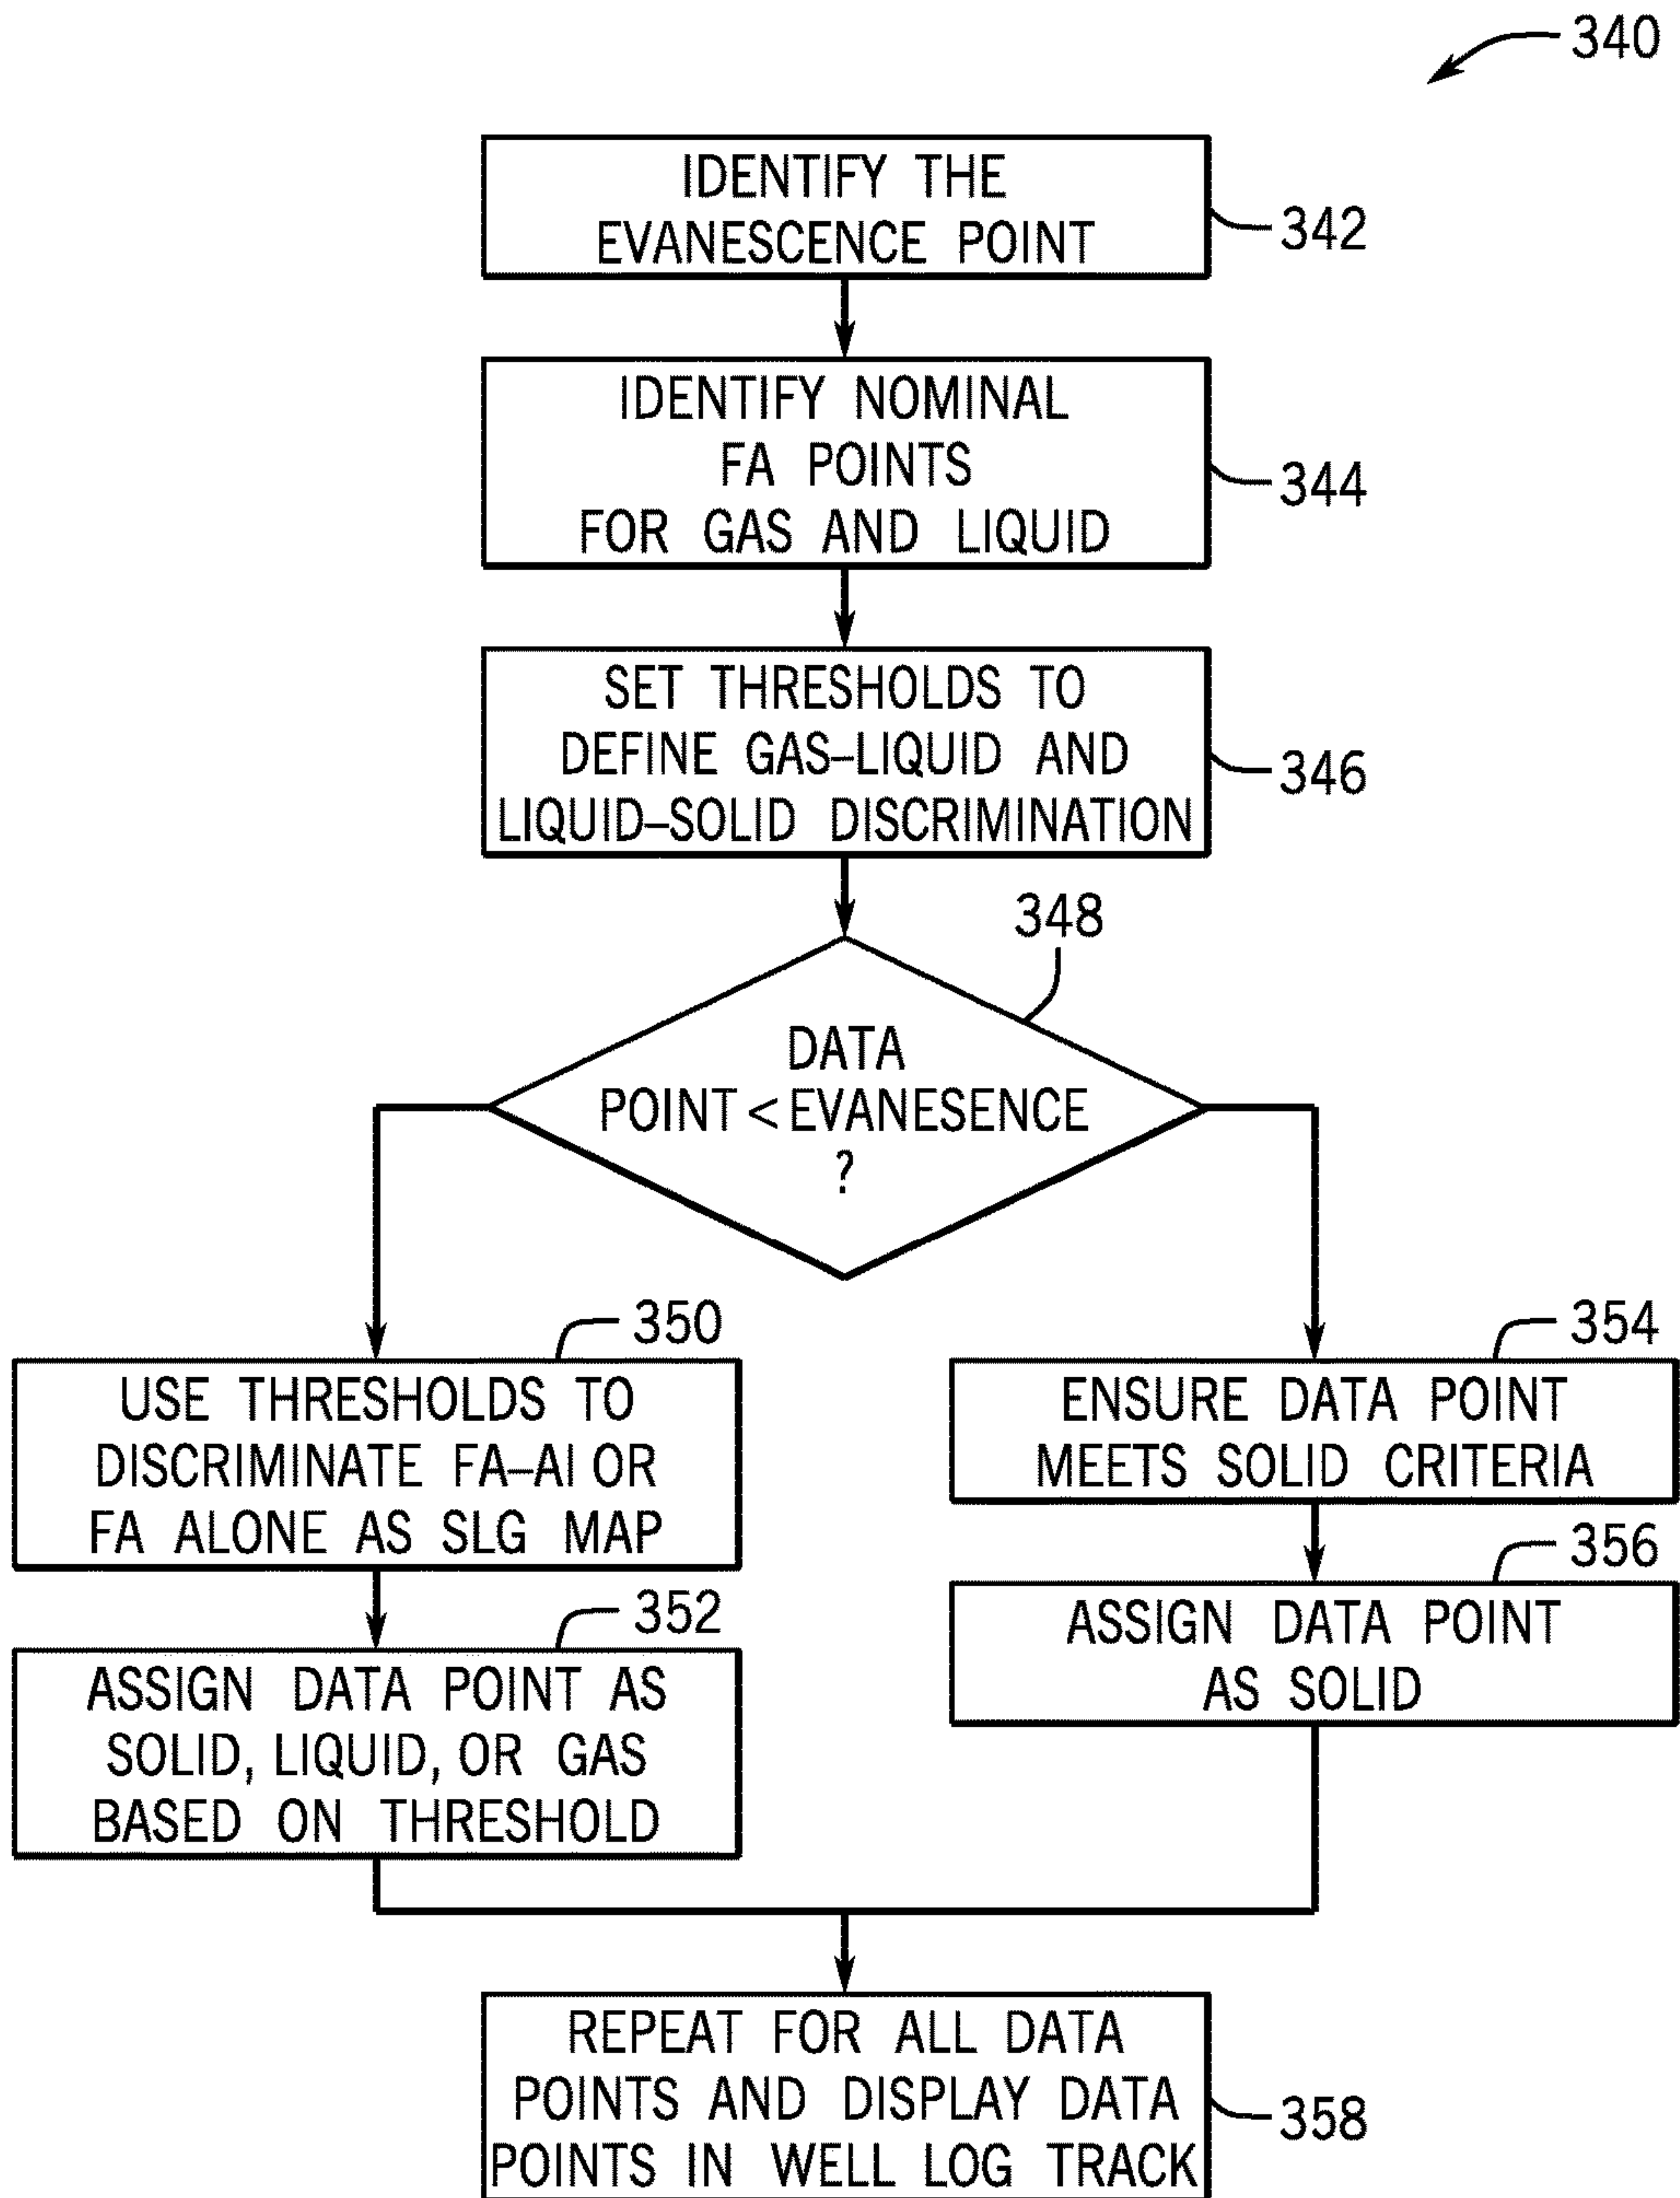 340
IDENTIFY THE
EVANESCENCE POINT
342
IDENTIFY NOMINAL
FA POINTS
FOR GAS AND LIQUID
344
SET THRESHOLDS TO
DEFINE GAS–LIQUID AND
LIQUID–SOLID DISCRIMINATION
346
348
DATA
POINT < EVANESENCE
?
350
USE THRESHOLDS TO
DISCRIMINATE FA–AI OR
FA ALONE AS SLG MAP
352
ASSIGN DATA POINT AS
SOLID, LIQUID, OR GAS
BASED ON THRESHOLD
354
ENSURE DATA POINT
MEETS SOLID CRITERIA
356
ASSIGN DATA POINT
AS SOLID
REPEAT FOR ALL DATA
POINTS AND DISPLAY DATA
POINTS IN WELL LOG TRACK
358